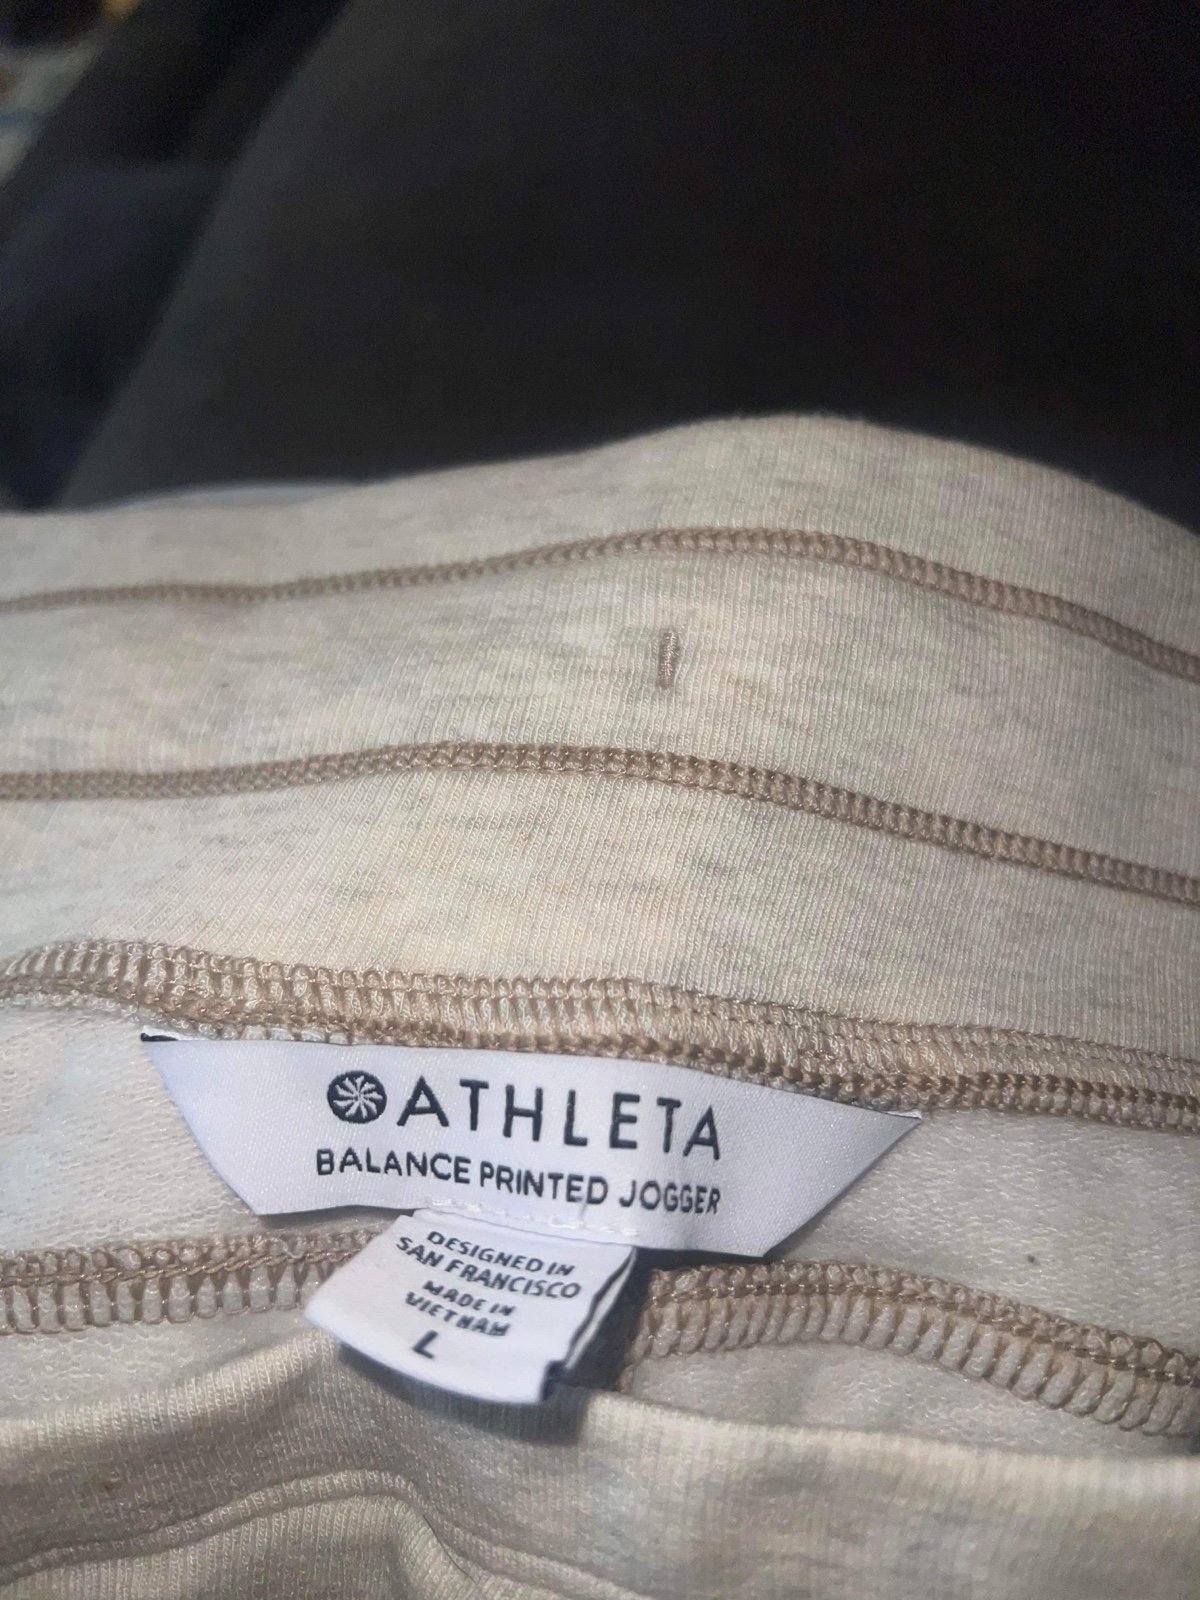 ATHLETA
BALANCE PRINTED JOGGER
DESIGNED IN
SAN FRANCISCO
MADE IN
VIETNAM
L